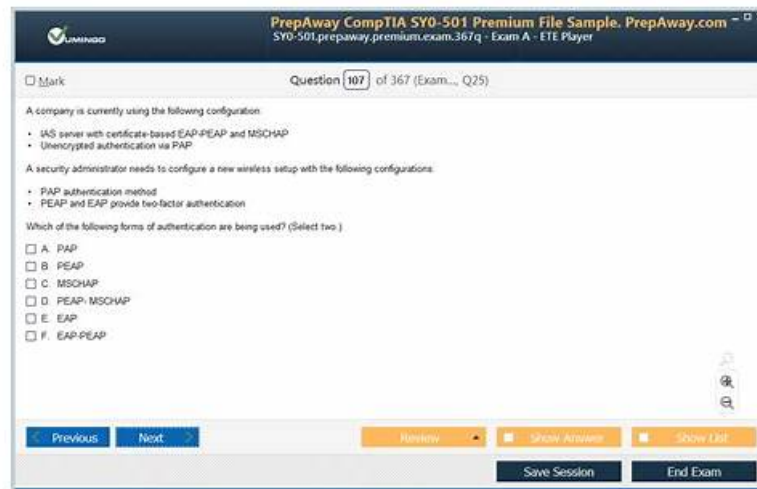 VUMINGO
PrepAway CompTIA SY0-501 Premium File Sample. PrepAway.com
SY0-501.prepaway.premium.exam.367q - Exam A - ETE Player
Mark
Question 107 of 367 (Exam..., Q25)
A company is currently using the following configuration:
• IAS server with certificate-based EAP-PEAP and MSCHAP
• Unencrypted authentication via PAP
A security administrator needs to configure a new wireless setup with the following configurations:
• PAP authentication method
• PEAP and EAP provide two-factor authentication
Which of the following forms of authentication are being used? (Select two.)
A. PAP
B. PEAP
C. MSCHAP
D. PEAP- MSCHAP
E. EAP
F. EAP-PEAP
Previous
Next
Review
Show Answer
Show List
Save Session
End Exam